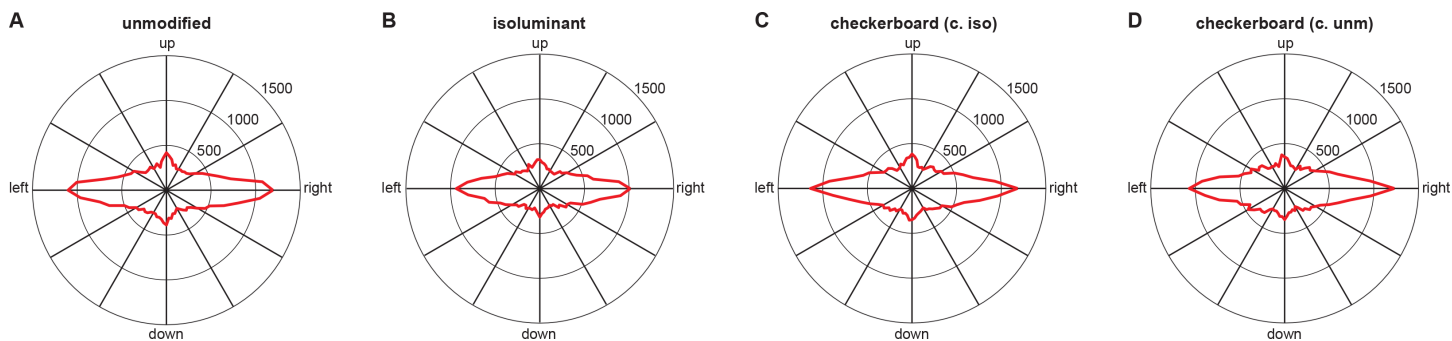 A
unmodified
up
1500
1000
500
left
right
down
B
isoluminant
up
1500
1000
500
left
right
down
C
checkerboard (c. iso)
up
1500
1000
500
left
right
down
D
checkerboard (c. unm)
up
1500
1000
500
left
right
down